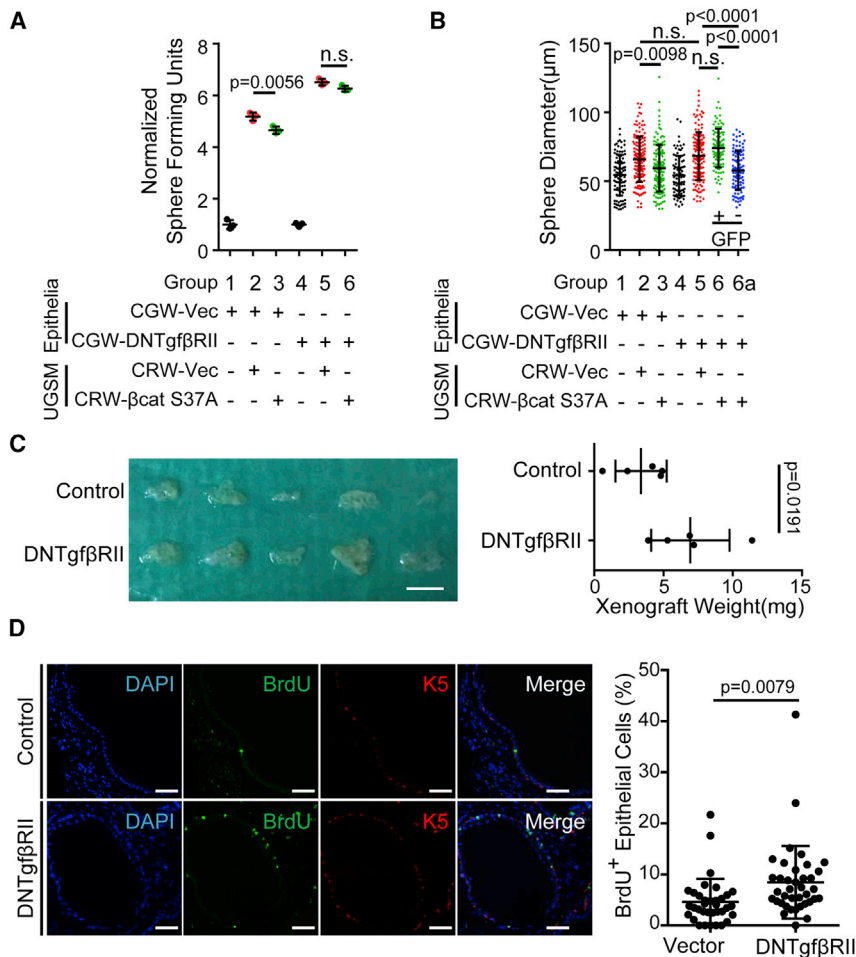 A
Normalized
Sphere Forming Units
8
6
4
2
0
p=0.0056
n.s.
Group 1 2 3 4 5 6
Epithelia
CGW-Vec + + + - - -
CGW-DNTgfβRII - - - + + +
UGSM
CRW-Vec - + - - + -
CRW-βcat S37A - - + - - +
B
Sphere Diameter(μm)
150
100
50
0
p<0.0001
n.s.
p<0.0001
p=0.0098
n.s.
+ -
GFP
Group 1 2 3 4 5 6 6a
Epithelia
CGW-Vec + + + - - - -
CGW-DNTgfβRII - - - + + + +
UGSM
CRW-Vec - + - - + - -
CRW-βcat S37A - - + - - + +
C
Control
DNTgfβRII
Control
DNTgfβRII
p=0.0191
0 5 10 15
Xenograft Weight(mg)
D
Control
DAPI BrdU K5 Merge
DNTgfβRII
DAPI BrdU K5 Merge
BrdU+ Epithelial Cells (%)
50
40
30
20
10
0
p=0.0079
Vector DNTgfβRII